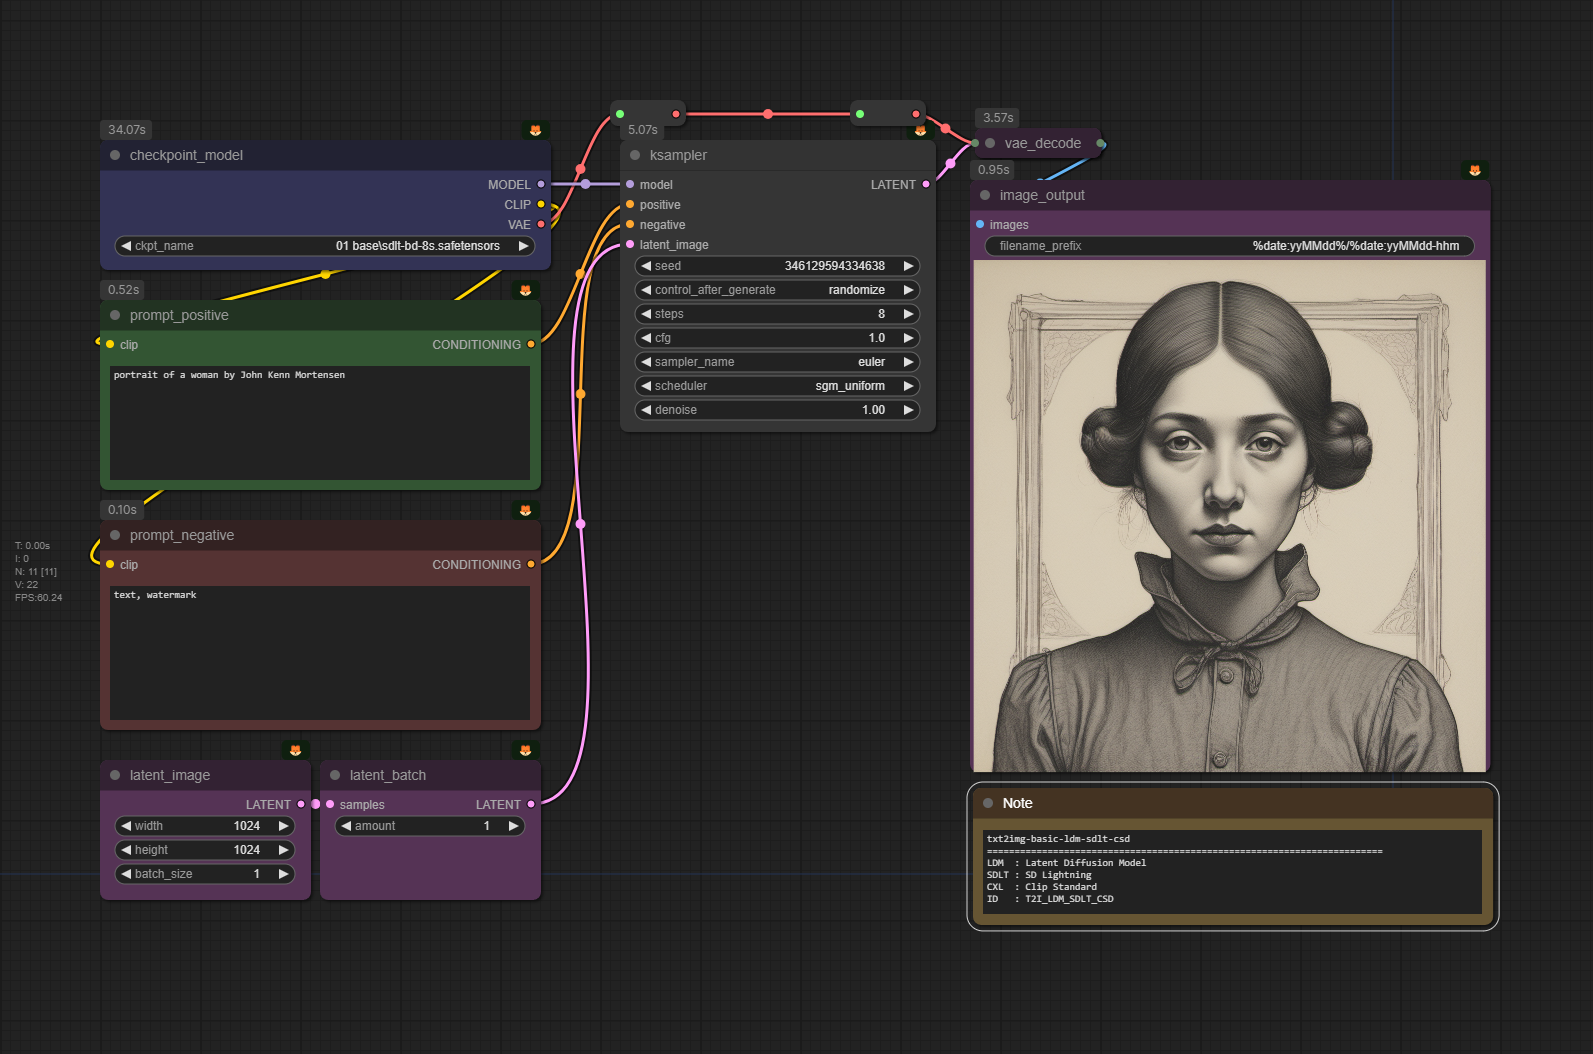 34.07s
checkpoint_model
MODEL
CLIP
VAE
ckpt_name 01 base\sdlt-bd-8s.safetensors
0.52s
prompt_positive
clip CONDITIONING
portrait of a woman by John Kenn Mortensen
0.10s
prompt_negative
clip CONDITIONING
text, watermark
T: 0.00s
I: 0
N: 11 [11]
V: 22
FPS:60.24
latent_image
LATENT
width 1024
height 1024
batch_size 1
latent_batch
samples LATENT
amount 1
5.07s
ksampler
model LATENT
positive
negative
latent_image
seed 346129594334638
control_after_generate randomize
steps 8
cfg 1.0
sampler_name euler
scheduler sgm_uniform
denoise 1.00
3.57s
vae_decode
0.95s
image_output
images
filename_prefix %date:yyMMdd%/%date:yyMMdd-hhm
Note
txt2img-basic-ldm-sdlt-csd
========================================================================
LDM : Latent Diffusion Model
SDLT : SD Lightning
CXL : Clip Standard
ID : T2I_LDM_SDLT_CSD